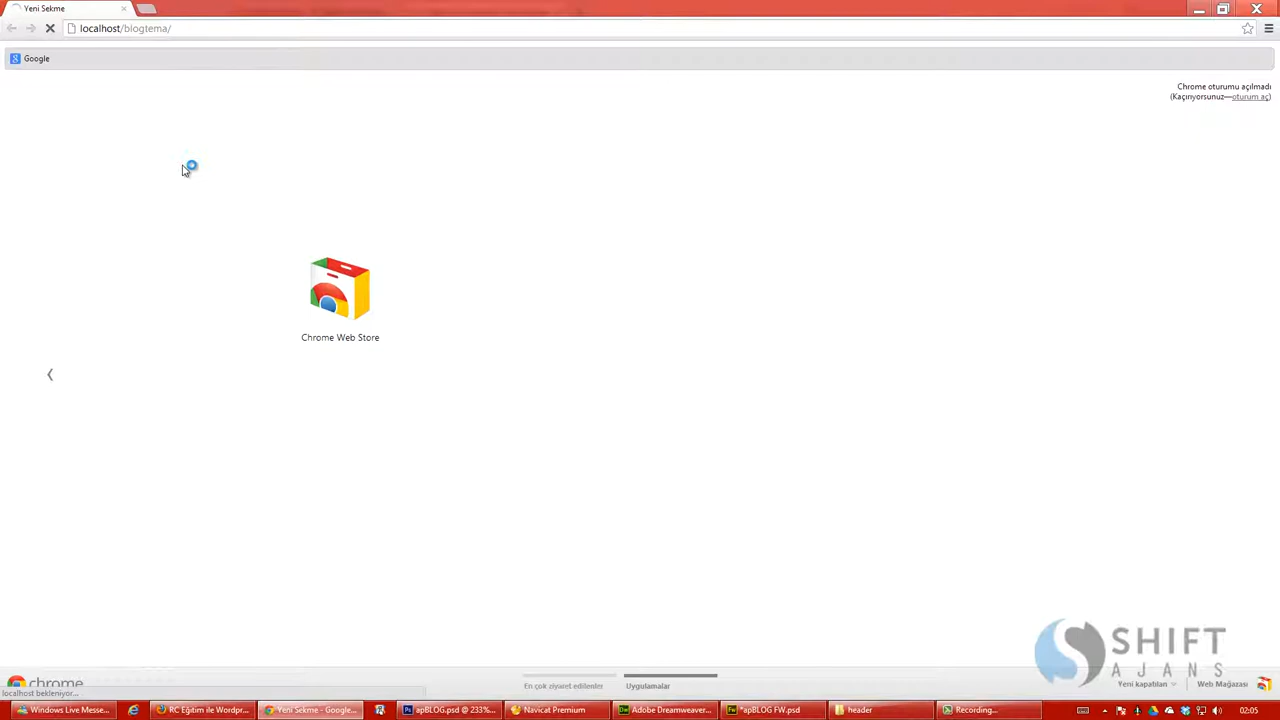 Yeni Sekme
localhost/blogtema/
Google
Chrome oturumu açılmadı
(Kaçırıyorsunuz—oturum aç)
Chrome Web Store
SHIFT
AJANS
chrome
En çok ziyaret edilenler
Uygulamalar
Yeni kapatılan
Web Mağazası
localhost bekleniyor...
Windows Live Messe...
RC Eğitim ile Wordpr...
Yeni Sekme - Google...
apBLOG.psd @ 233%...
Navicat Premium
Adobe Dreamweaver...
*apBLOG FW.psd
header
Recording...
02:05